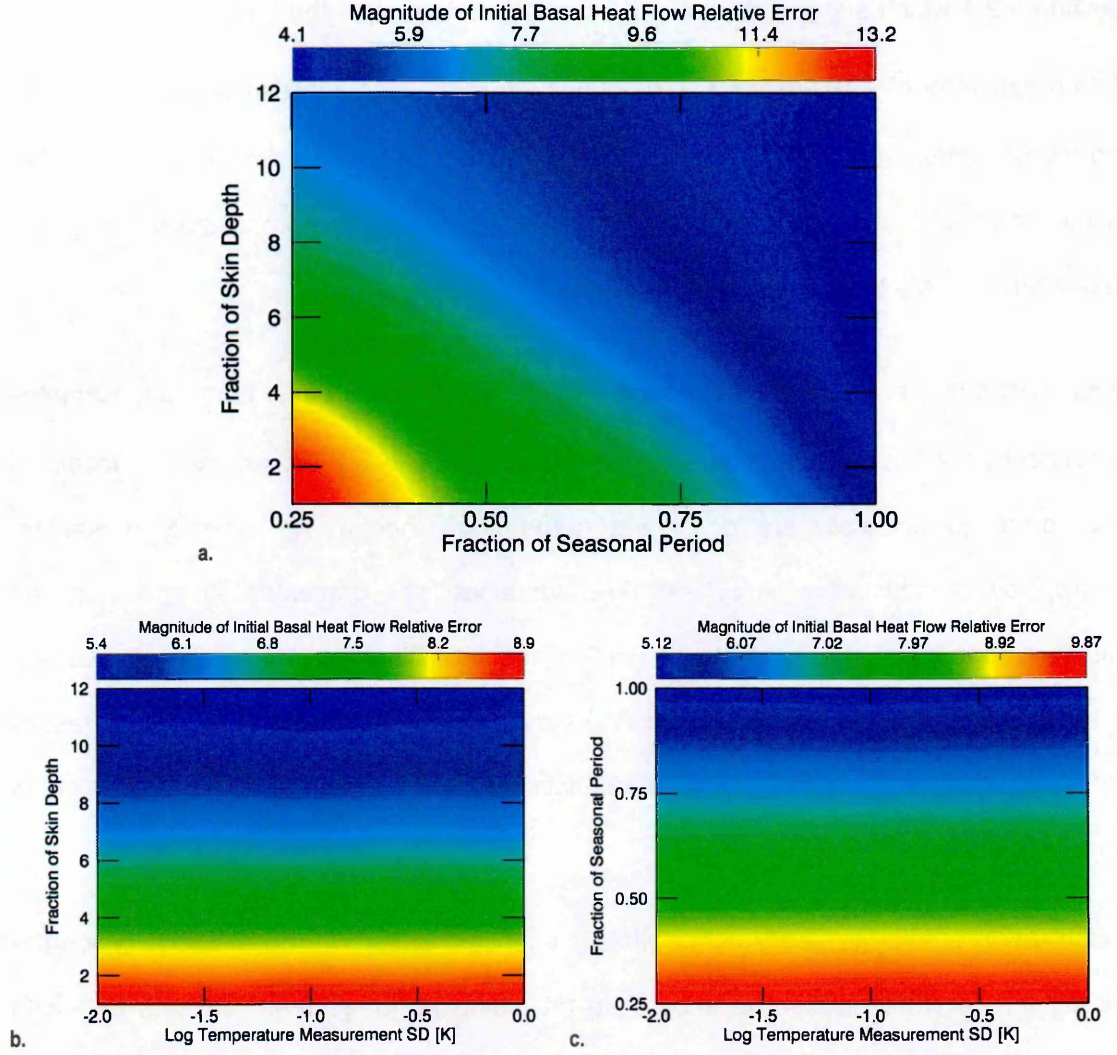 Magnitude of Initial Basal Heat Flow Relative Error
4.1 5.9 7.7 9.6 11.4 13.2
12
10
8
6
4
2
Fraction of Skin Depth
0.25 0.50 0.75 1.00
Fraction of Seasonal Period
a.
Magnitude of Initial Basal Heat Flow Relative Error
5.4 6.1 6.8 7.5 8.2 8.9
12
10
8
6
4
2
Fraction of Skin Depth
-2.0 -1.5 -1.0 -0.5 0.0
Log Temperature Measurement SD [K]
b.
Magnitude of Initial Basal Heat Flow Relative Error
5.12 6.07 7.02 7.97 8.92 9.87
1.00
0.75
0.50
0.25
Fraction of Seasonal Period
-2.0 -1.5 -1.0 -0.5 0.0
Log Temperature Measurement SD [K]
c.